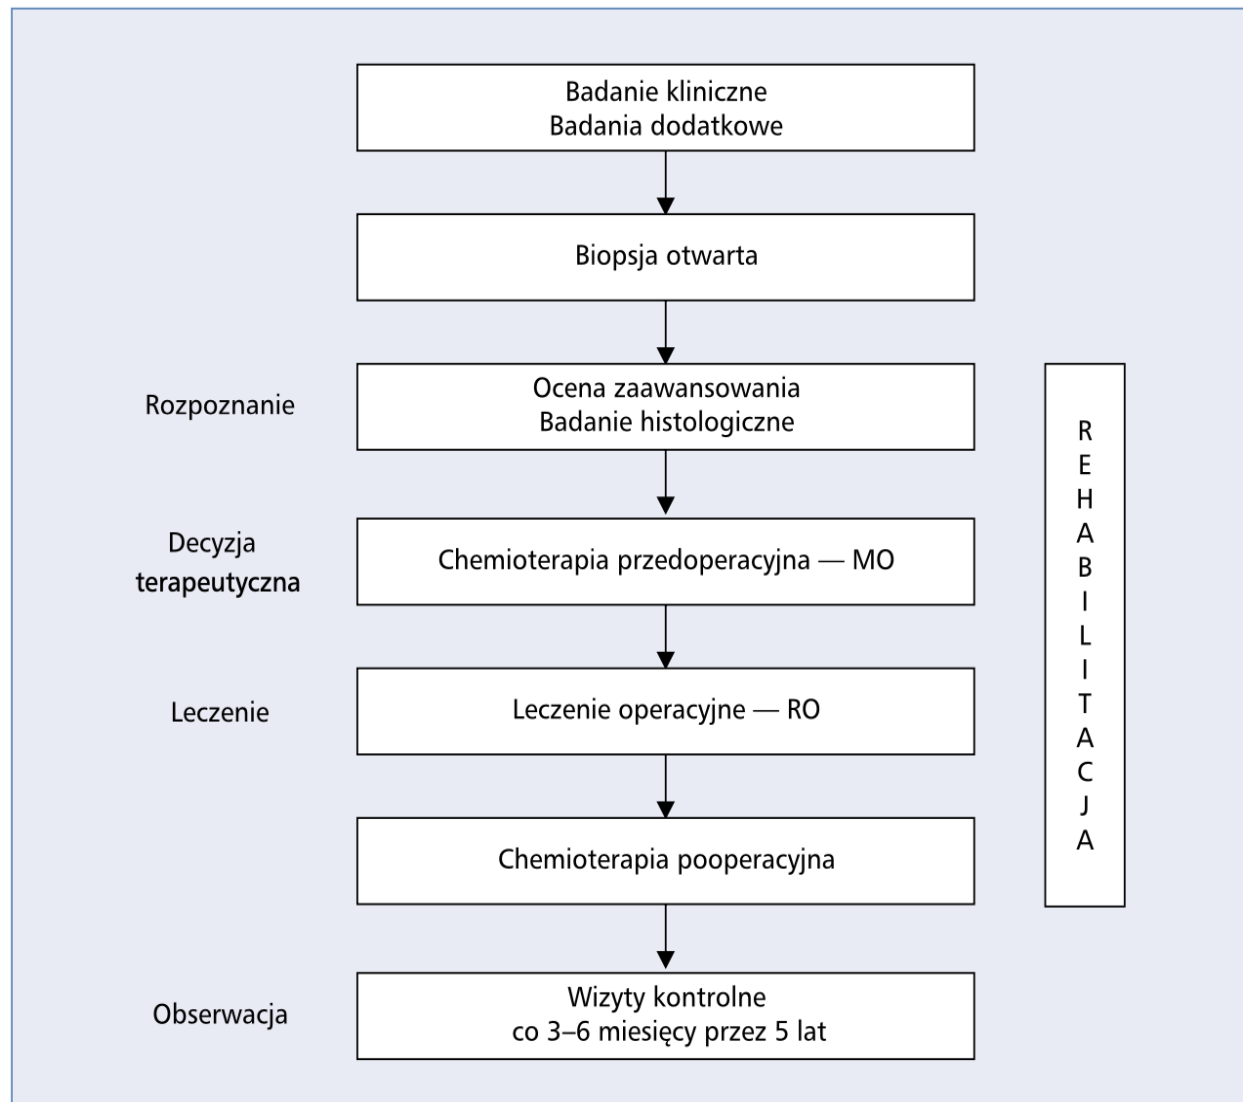 Badanie kliniczne
Badania dodatkowe
Biopsja otwarta
Rozpoznanie
Ocena zaawansowania
Badanie histologiczne
Decyzja
terapeutyczna
Chemioterapia przedoperacyjna — MO
Leczenie
Leczenie operacyjne — RO
Chemioterapia pooperacyjna
Obserwacja
Wizyty kontrolne
co 3–6 miesięcy przez 5 lat
R
E
H
A
B
I
L
I
T
A
C
J
A